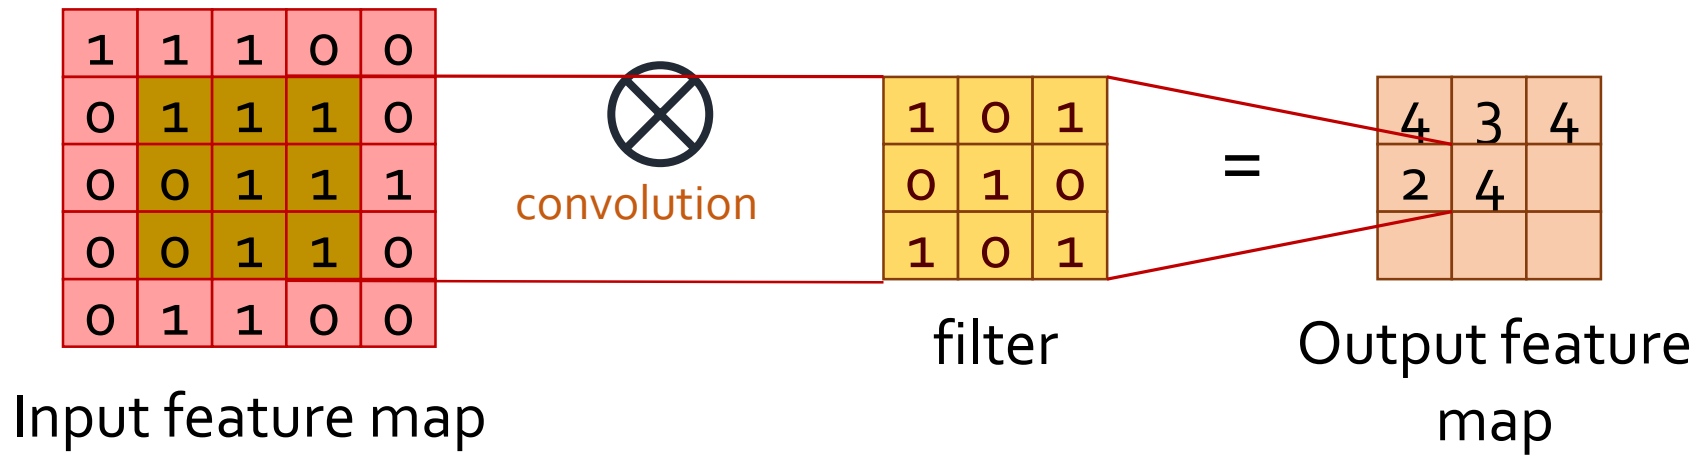 1 1 1 0 0
0 1 1 1 0
0 0 1 1 1
0 0 1 1 0
0 1 1 0 0
Input feature map
convolution
1 0 1
0 1 0
1 0 1
filter
=
4 3 4
2 4
Output feature
map